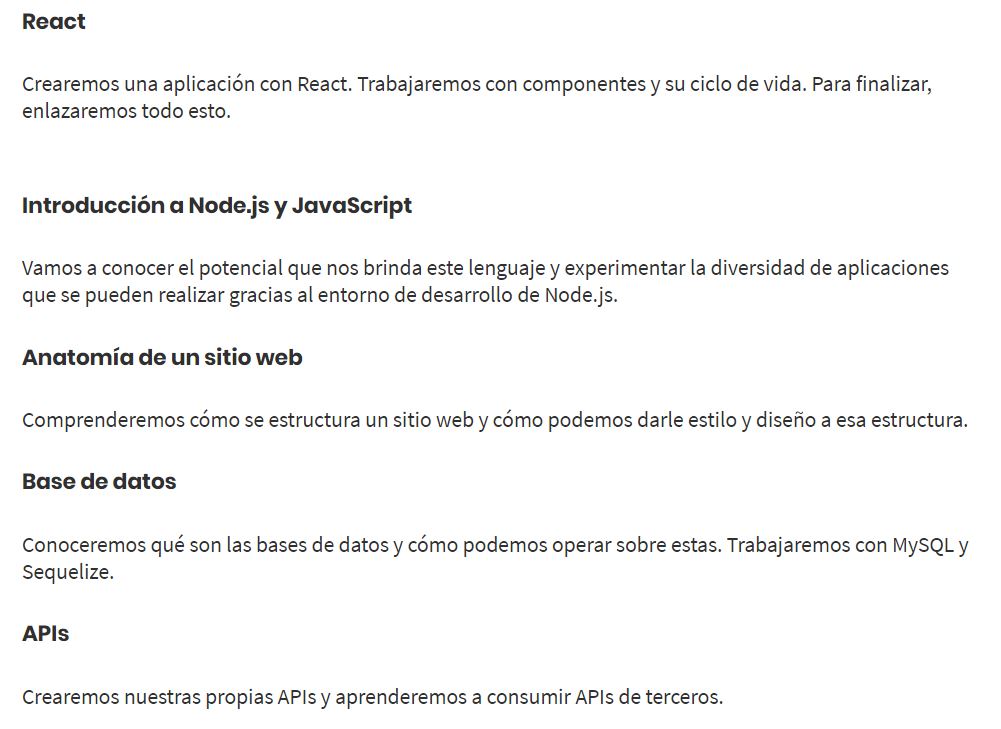 React
Crearemos una aplicación con React. Trabajaremos con componentes y su ciclo de vida. Para finalizar,
enlazaremos todo esto.
Introducción a Node.js y JavaScript
Vamos a conocer el potencial que nos brinda este lenguaje y experimentar la diversidad de aplicaciones
que se pueden realizar gracias al entorno de desarrollo de Node.js.
Anatomía de un sitio web
Comprenderemos cómo se estructura un sitio web y cómo podemos darle estilo y diseño a esa estructura.
Base de datos
Conoceremos qué son las bases de datos y cómo podemos operar sobre estas. Trabajaremos con MySQL y
Sequelize.
APIs
Crearemos nuestras propias APIs y aprenderemos a consumir APIs de terceros.